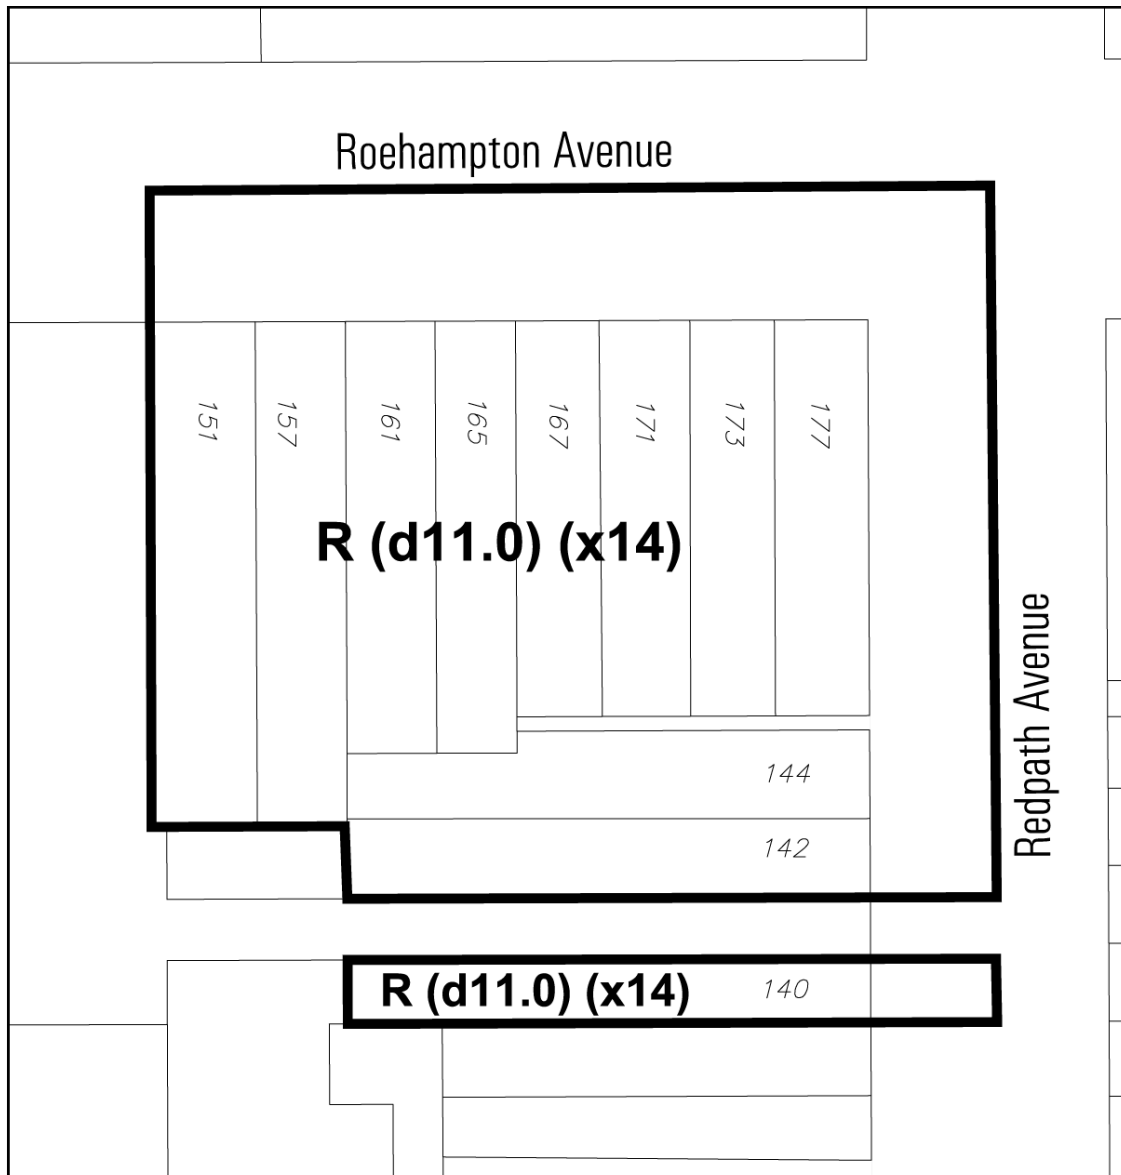 Roehampton Avenue
151
157
161
165
167
171
173
177
R (d11.0) (x14)
Redpath Avenue
144
142
R (d11.0) (x14)
140